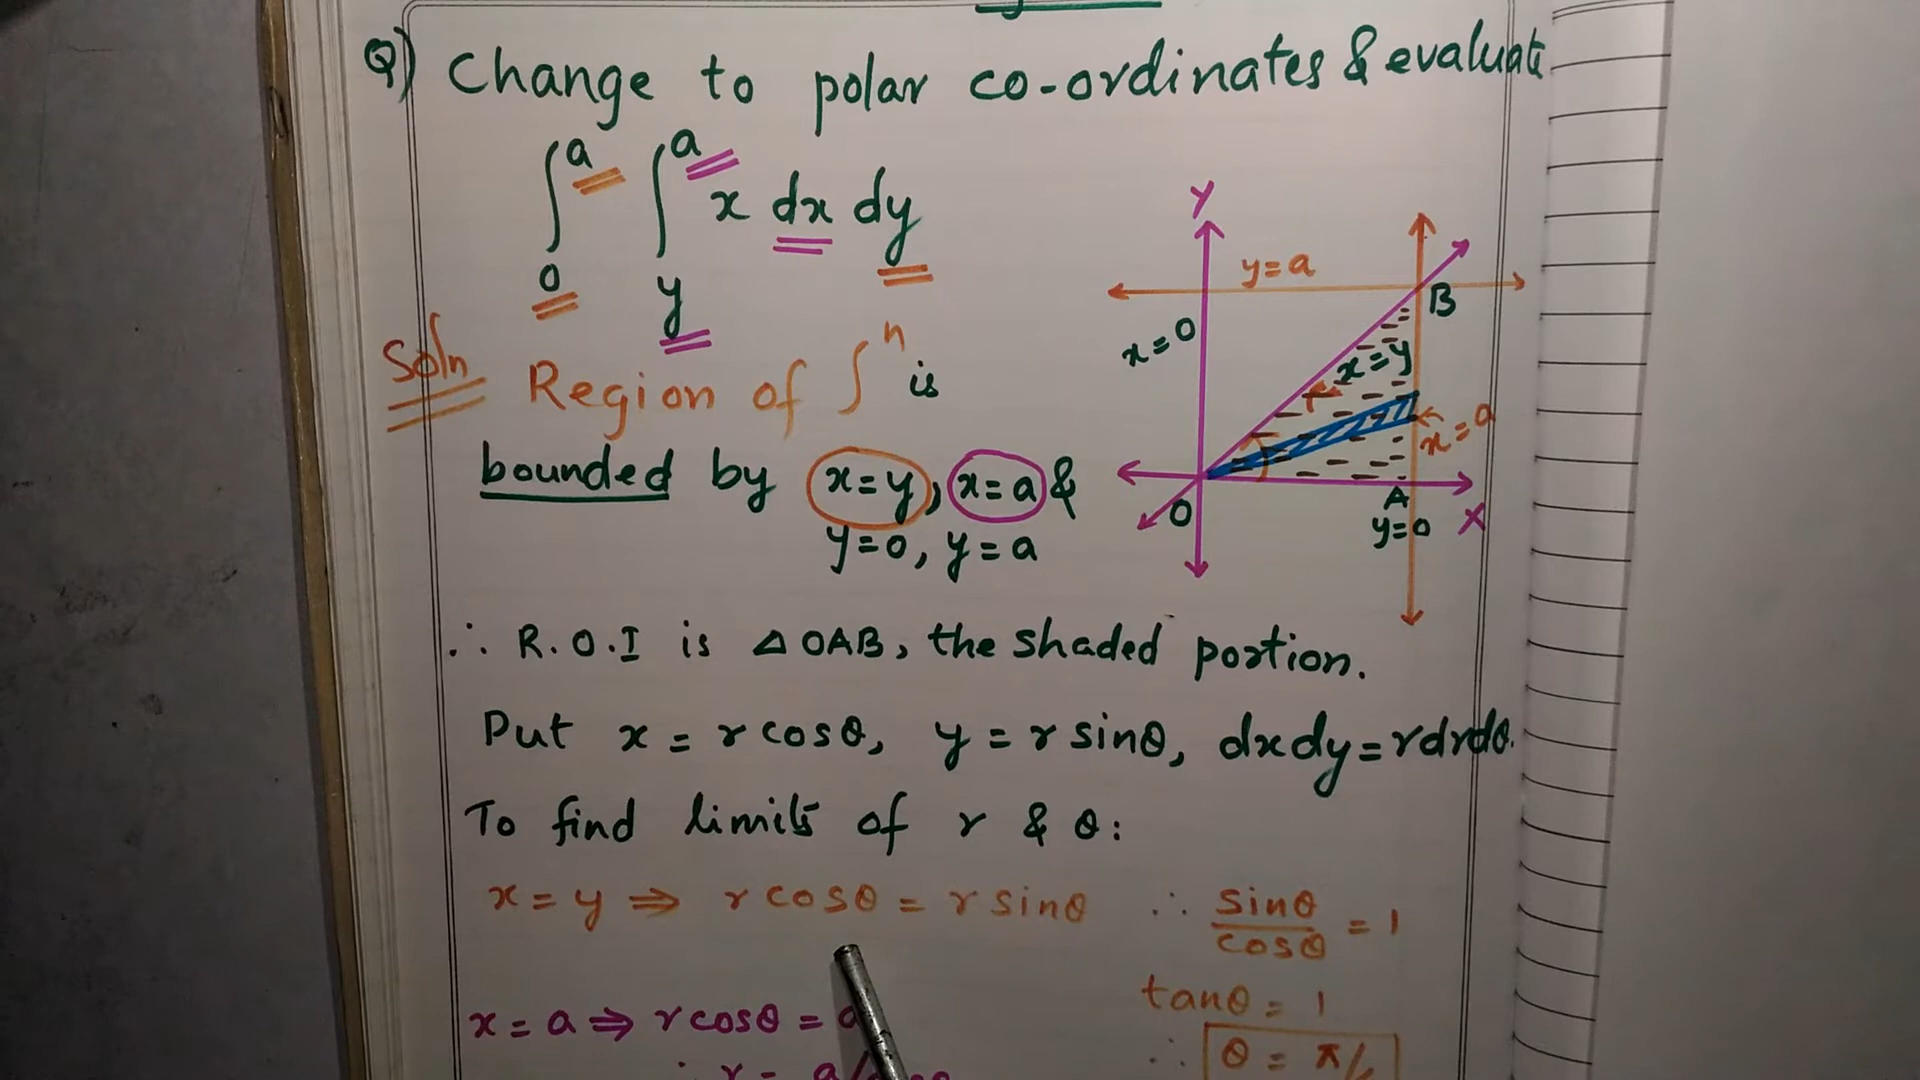 Q) Change to polar co-ordinates & evaluate
∫₀ᵃ ∫ᵧᵃ x dx dy
Soln Region of ∫ⁿ is
bounded by x=y, x=a &
y=0, y=a
Y
y=a
B
x=0
x=y
x=a
O
A
y=0
X
∴ R.O.I is △OAB, the shaded portion.
Put x = r cosθ, y = r sinθ, dxdy = rdrdθ.
To find limits of r & θ:
x = y ⇒ r cosθ = r sinθ ∴ sinθ/cosθ = 1
tanθ = 1
x = a ⇒ r cosθ = a
∴ θ = π/
∴ r = a/